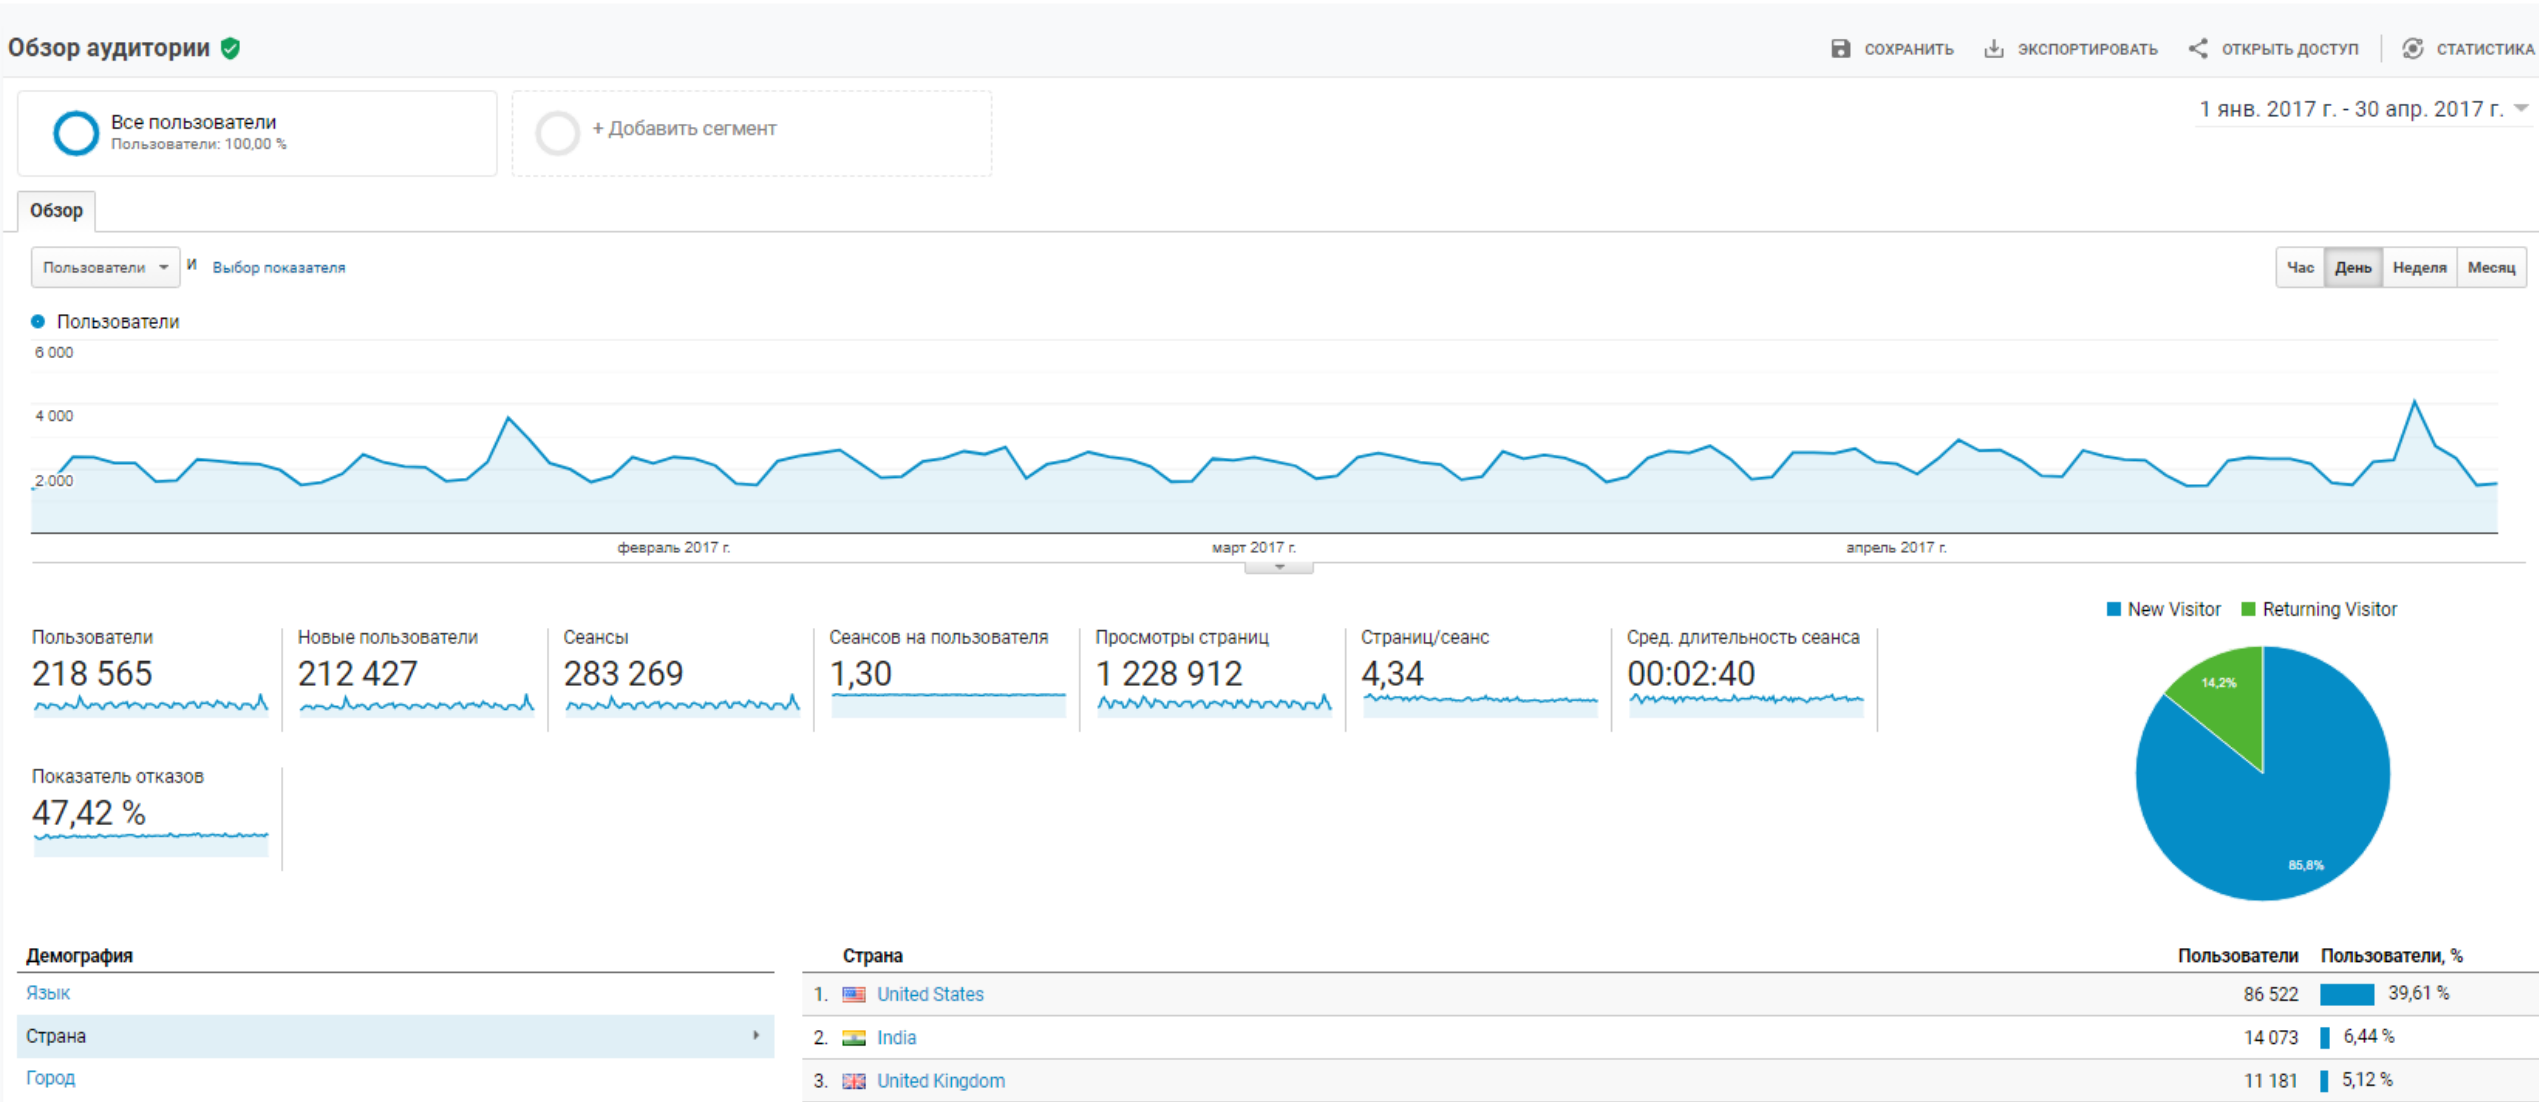 Обзор аудитории
СОХРАНИТЬ ЭКСПОРТИРОВАТЬ ОТКРЫТЬ ДОСТУП СТАТИСТИКА
Все пользователи
Пользователи: 100,00 %
+ Добавить сегмент
1 янв. 2017 г. - 30 апр. 2017 г.
Обзор
Пользователи и Выбор показателя
Час День Неделя Месяц
Пользователи
6 000
4 000
2 000
февраль 2017 г. март 2017 г. апрель 2017 г.
New Visitor Returning Visitor
Пользователи
218 565
Новые пользователи
212 427
Сеансы
283 269
Сеансов на пользователя
1,30
Просмотры страниц
1 228 912
Страниц/сеанс
4,34
Сред. длительность сеанса
00:02:40
14,2%
85,8%
Показатель отказов
47,42 %
Демография
Язык
Страна
Город
Страна Пользователи Пользователи, %
1. United States 86 522 39,61 %
2. India 14 073 6,44 %
3. United Kingdom 11 181 5,12 %